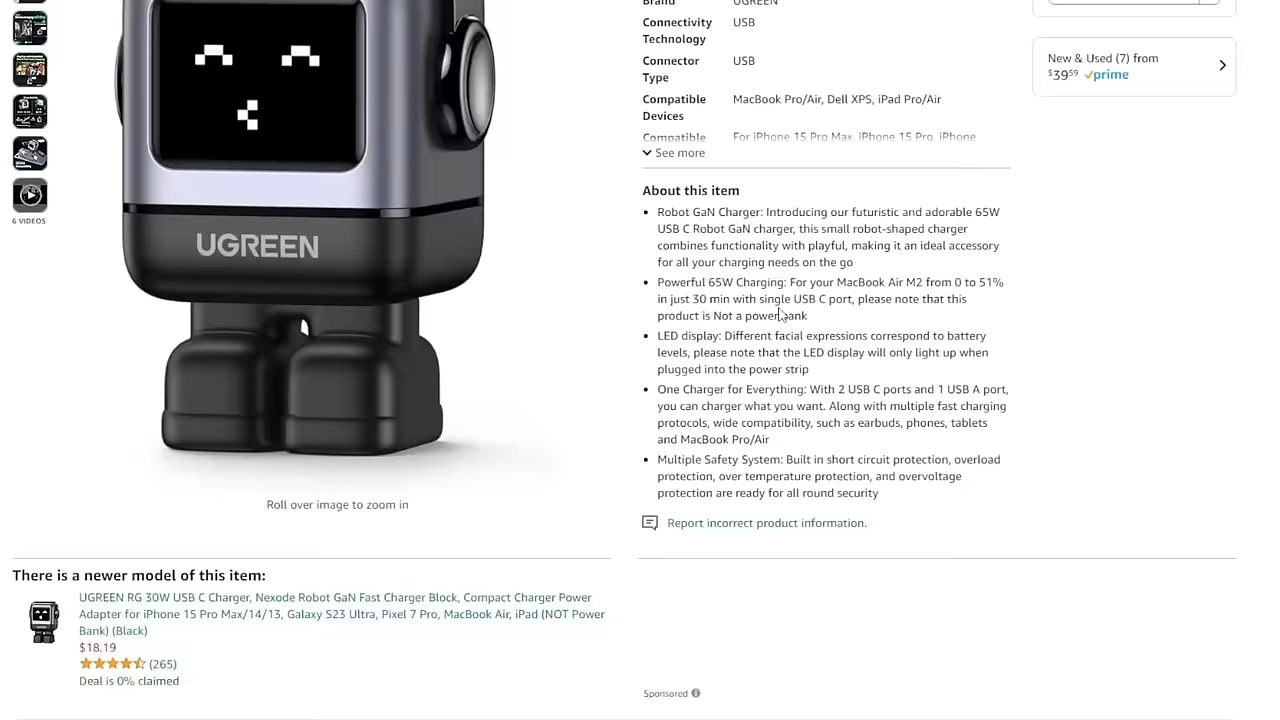 Brand UGREEN
Connectivity USB
Technology
Connector USB
Type
Compatible MacBook Pro/Air, Dell XPS, iPad Pro/Air
Devices
Compatible For iPhone 15 Pro Max, iPhone 15 Pro, iPhone
See more
New & Used (7) from
$39.59 prime
6 VIDEOS
UGREEN
Roll over image to zoom in
About this item
Robot GaN Charger: Introducing our futuristic and adorable 65W
USB C Robot GaN charger, this small robot-shaped charger
combines functionality with playful, making it an ideal accessory
for all your charging needs on the go
Powerful 65W Charging: For your MacBook Air M2 from 0 to 51%
in just 30 min with single USB C port, please note that this
product is Not a power bank
LED display: Different facial expressions correspond to battery
levels, please note that the LED display will only light up when
plugged into the power strip
One Charger for Everything: With 2 USB C ports and 1 USB A port,
you can charger what you want. Along with multiple fast charging
protocols, wide compatibility, such as earbuds, phones, tablets
and MacBook Pro/Air
Multiple Safety System: Built in short circuit protection, overload
protection, over temperature protection, and overvoltage
protection are ready for all round security
Report incorrect product information.
There is a newer model of this item:
UGREEN RG 30W USB C Charger, Nexode Robot GaN Fast Charger Block, Compact Charger Power
Adapter for iPhone 15 Pro Max/14/13, Galaxy S23 Ultra, Pixel 7 Pro, MacBook Air, iPad (NOT Power
Bank) (Black)
$18.19
(265)
Deal is 0% claimed
Sponsored